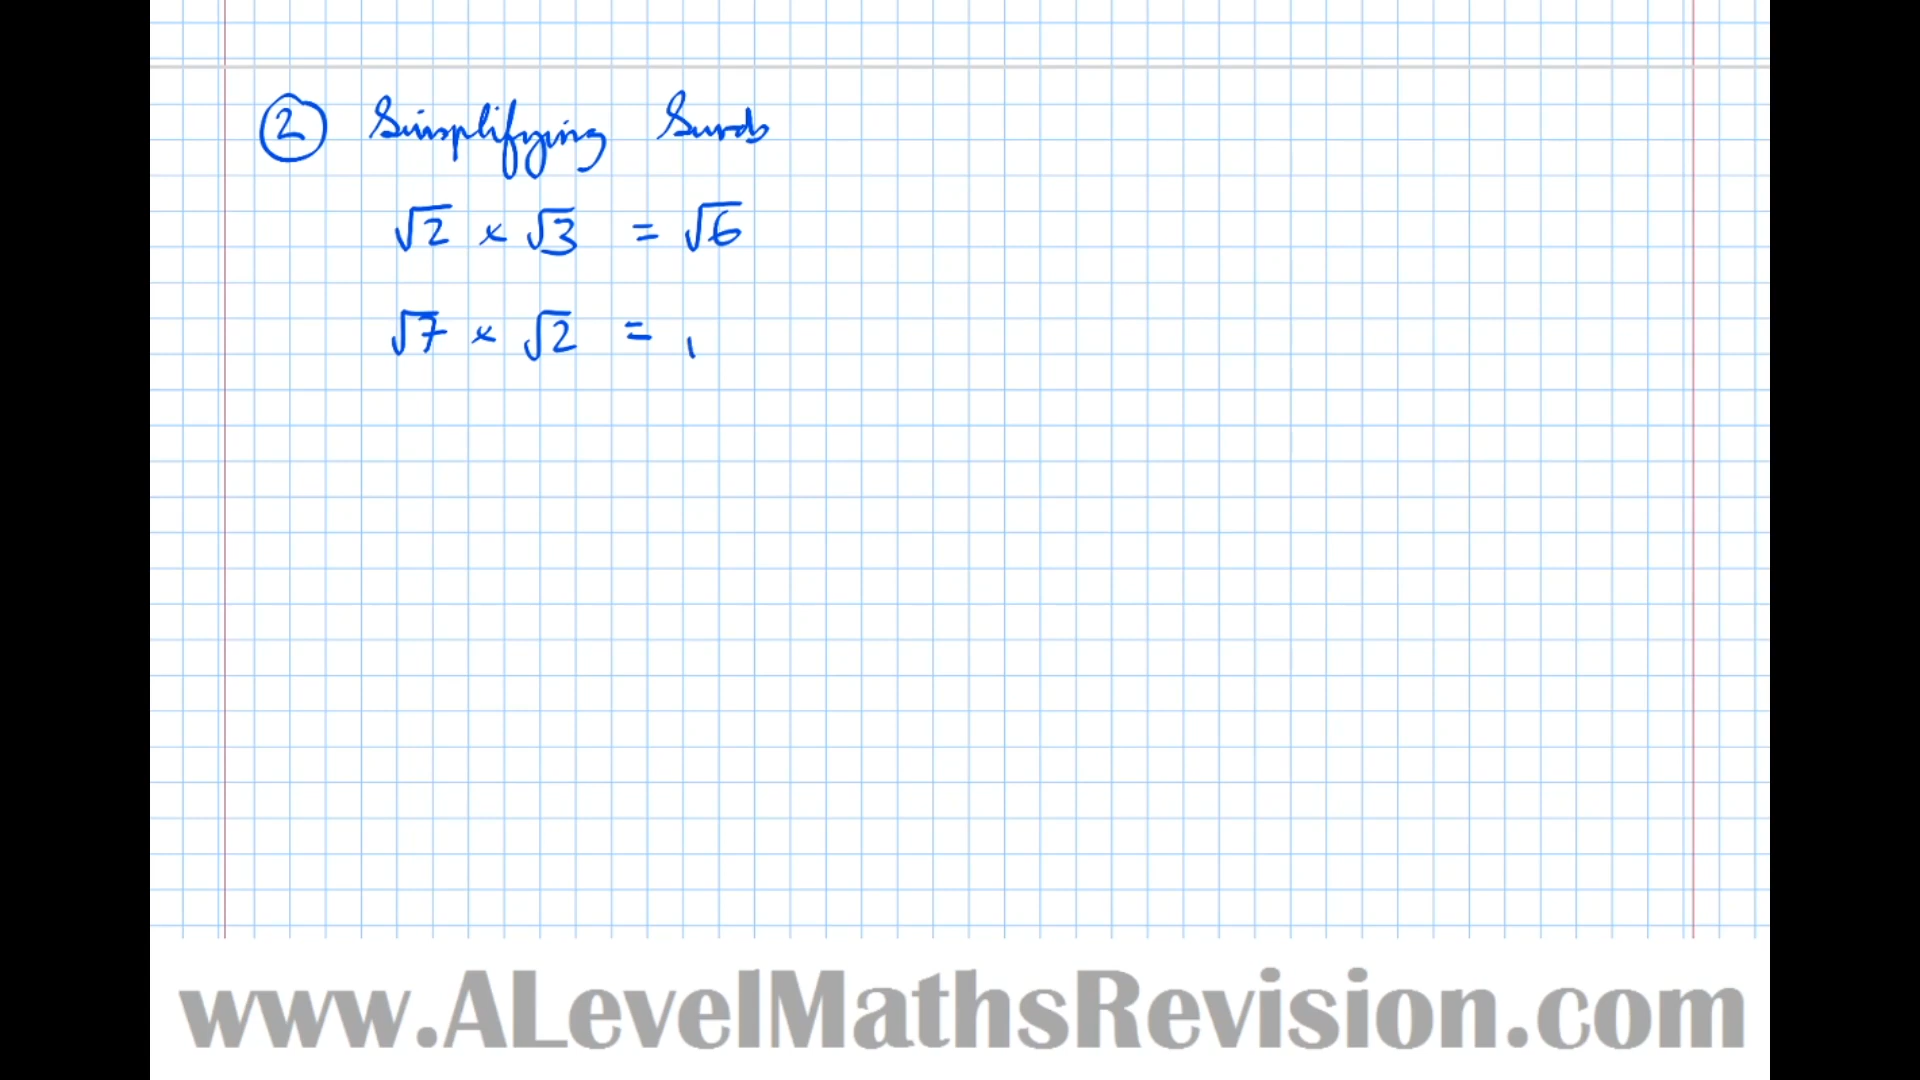 ② Simplifying Surds
√2 × √3 = √6
√7 × √2 =
www.ALevelMathsRevision.com